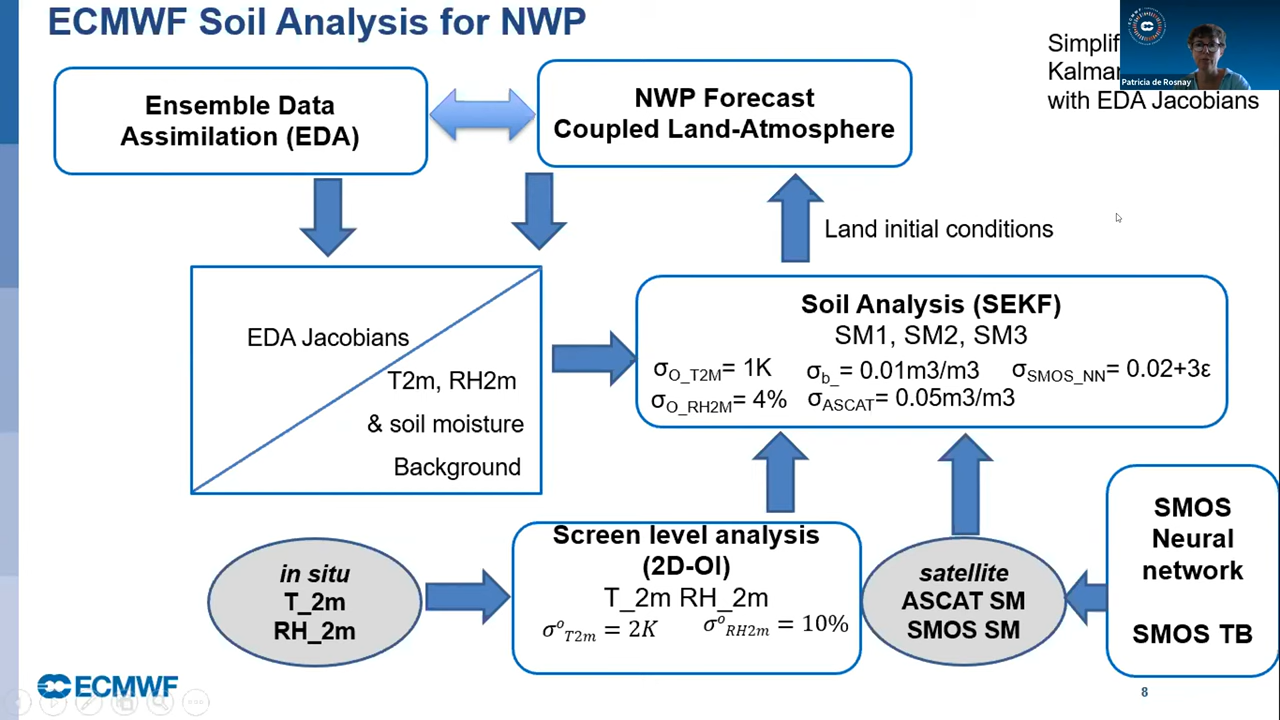 ECMWF Soil Analysis for NWP
with EDA Jacobians
Patricia de Rosnay
Ensemble Data
Assimilation (EDA)
NWP Forecast
Coupled Land-Atmosphere
Land initial conditions
EDA Jacobians
T2m, RH2m
& soil moisture
Background
Soil Analysis (SEKF)
SM1, SM2, SM3
σO_T2M= 1K
σb_= 0.01m3/m3
σSMOS_NN= 0.02+3ε
σO_RH2M= 4%
σASCAT= 0.05m3/m3
in situ
T_2m
RH_2m
Screen level analysis
(2D-OI)
T_2m RH_2m
σoT2m = 2K
σoRH2m = 10%
satellite
ASCAT SM
SMOS SM
SMOS
Neural
network
SMOS TB
ECMWF
8